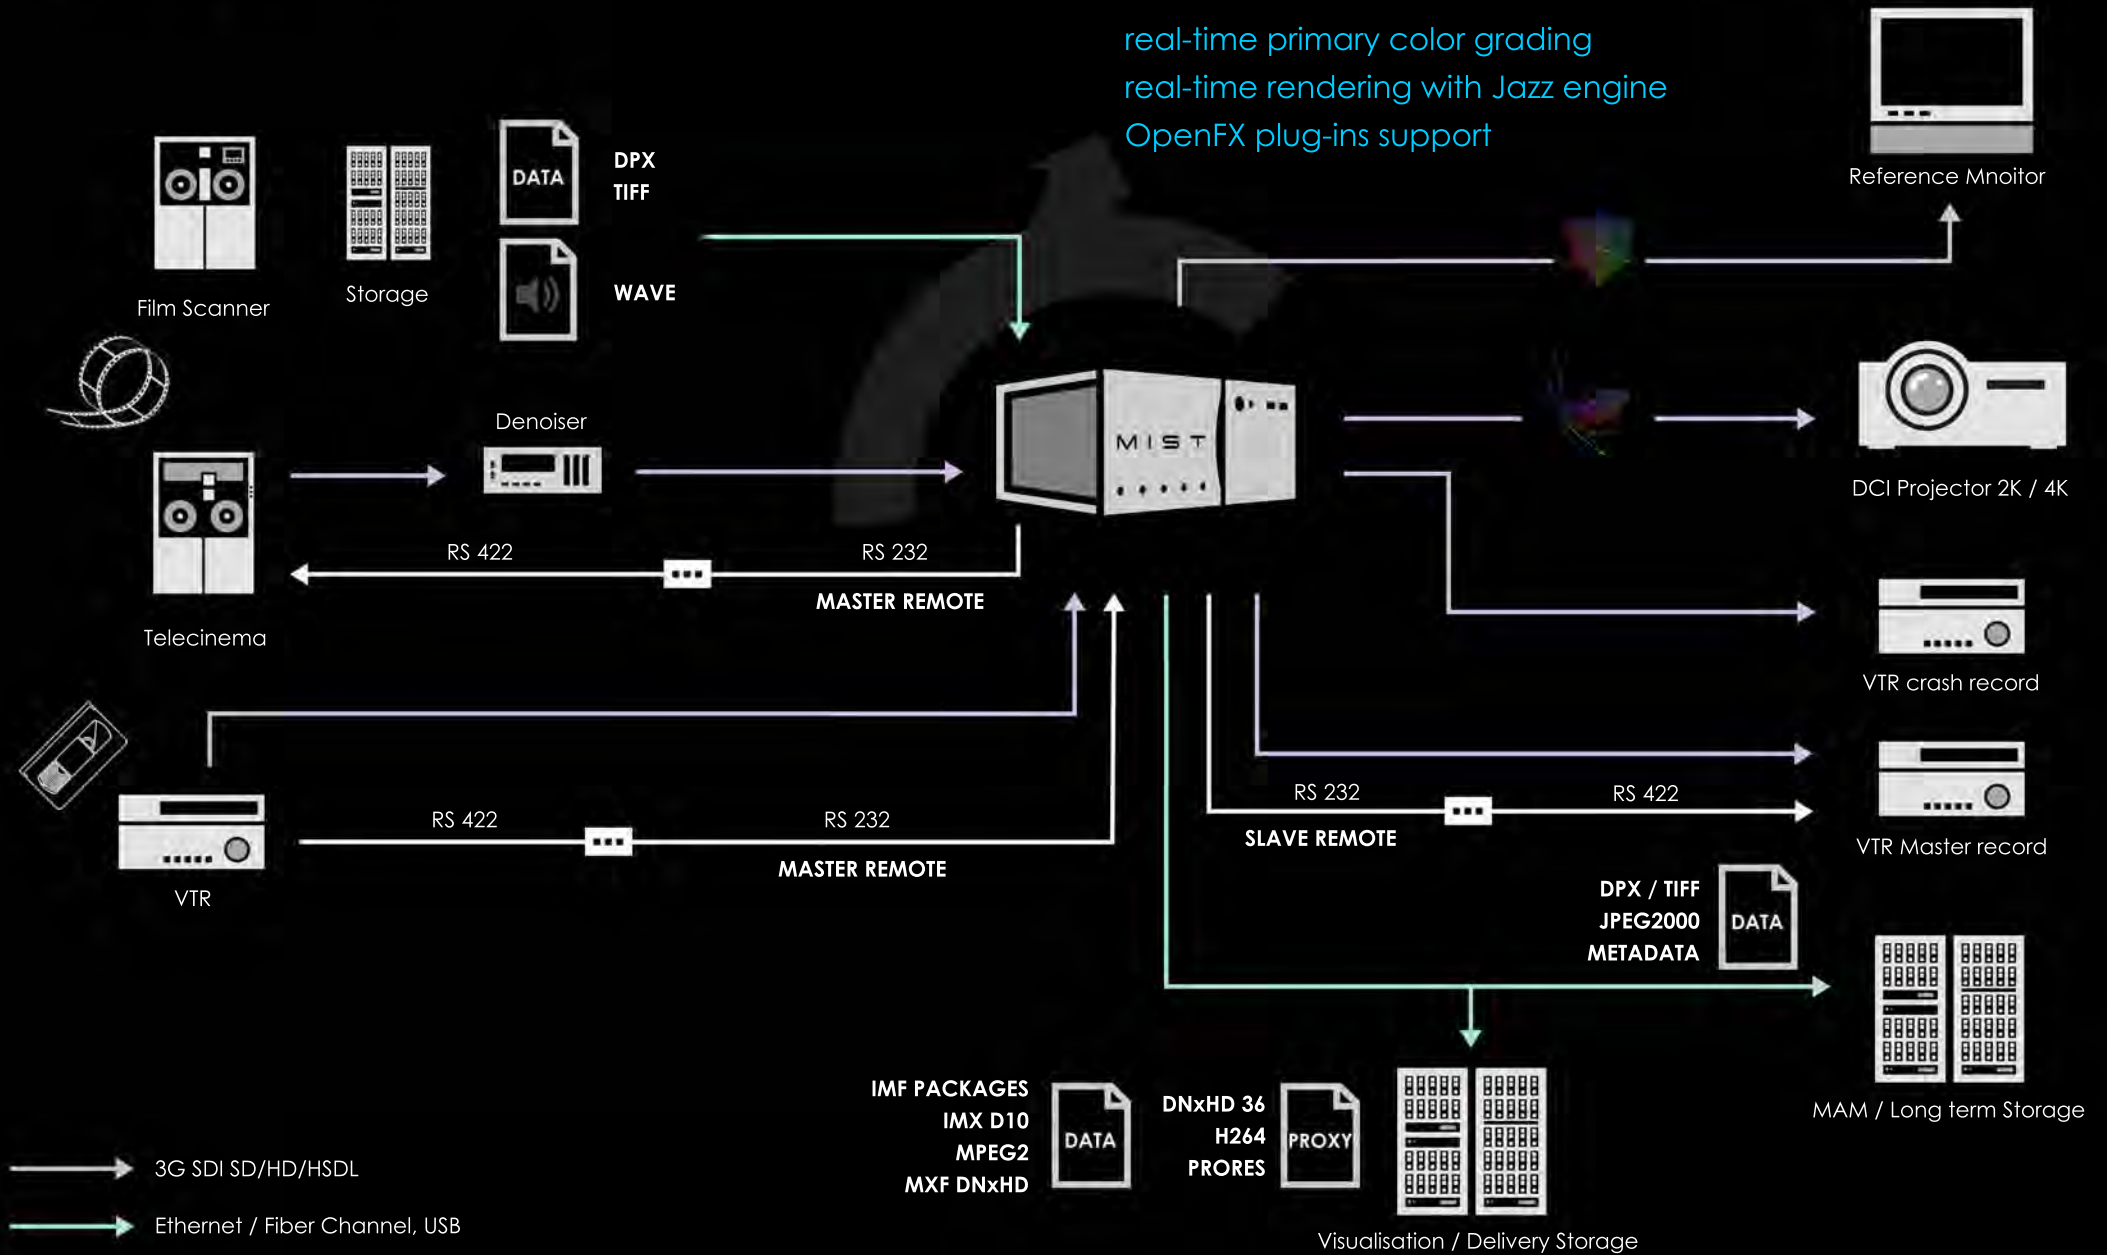 real-time primary color grading
real-time rendering with Jazz engine
OpenFX plug-ins support
Reference Mnoitor
DATA
DPX
TIFF
WAVE
Film Scanner
Storage
Denoiser
MIST
DCI Projector 2K / 4K
RS 422
RS 232
MASTER REMOTE
Telecinema
VTR crash record
RS 422
RS 232
MASTER REMOTE
VTR
RS 232
RS 422
SLAVE REMOTE
VTR Master record
DPX / TIFF
JPEG2000
METADATA
DATA
MAM / Long term Storage
IMF PACKAGES
IMX D10
MPEG2
MXF DNxHD
DATA
DNxHD 36
H264
PRORES
PROXY
Visualisation / Delivery Storage
3G SDI SD/HD/HSDL
Ethernet / Fiber Channel, USB